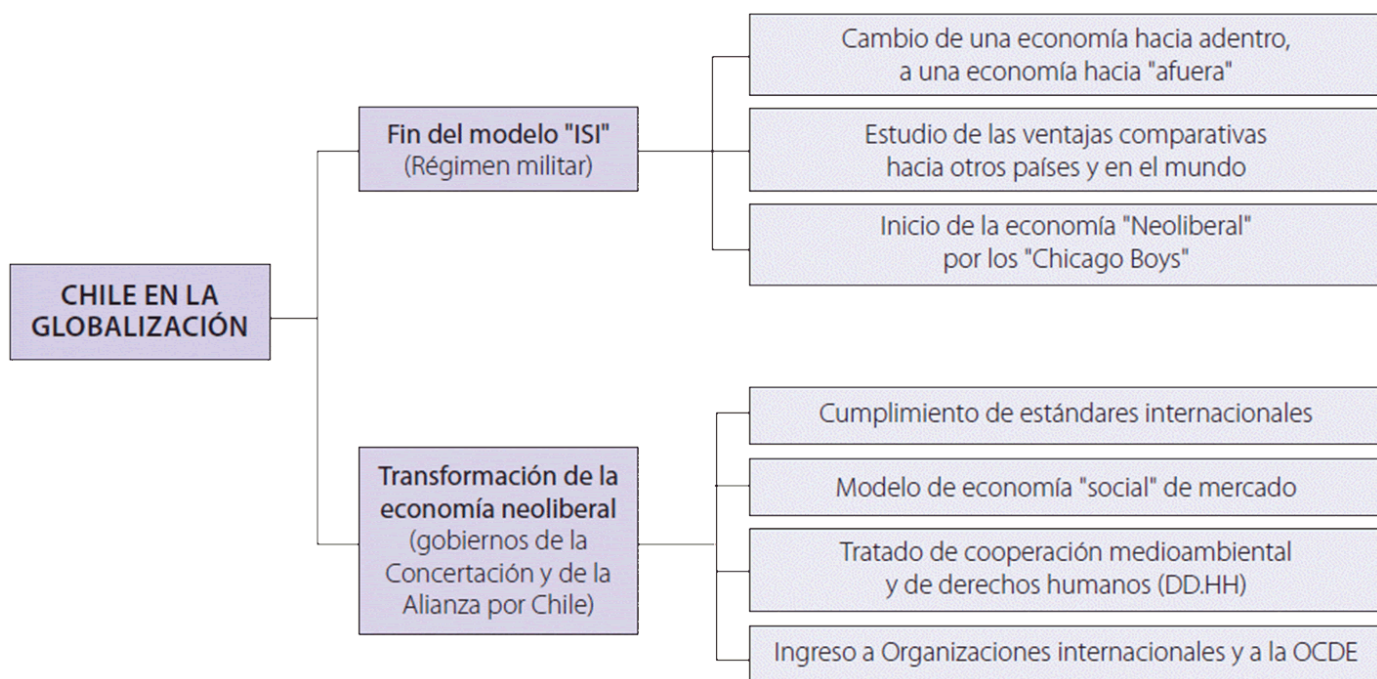 CHILE EN LA
GLOBALIZACIÓN
Fin del modelo "ISI"
(Régimen militar)
Cambio de una economía hacia adentro,
a una economía hacia "afuera"
Estudio de las ventajas comparativas
hacia otros países y en el mundo
Inicio de la economía "Neoliberal"
por los "Chicago Boys"
Transformación de la
economía neoliberal
(gobiernos de la
Concertación y de la
Alianza por Chile)
Cumplimiento de estándares internacionales
Modelo de economía "social" de mercado
Tratado de cooperación medioambiental
y de derechos humanos (DD.HH)
Ingreso a Organizaciones internacionales y a la OCDE